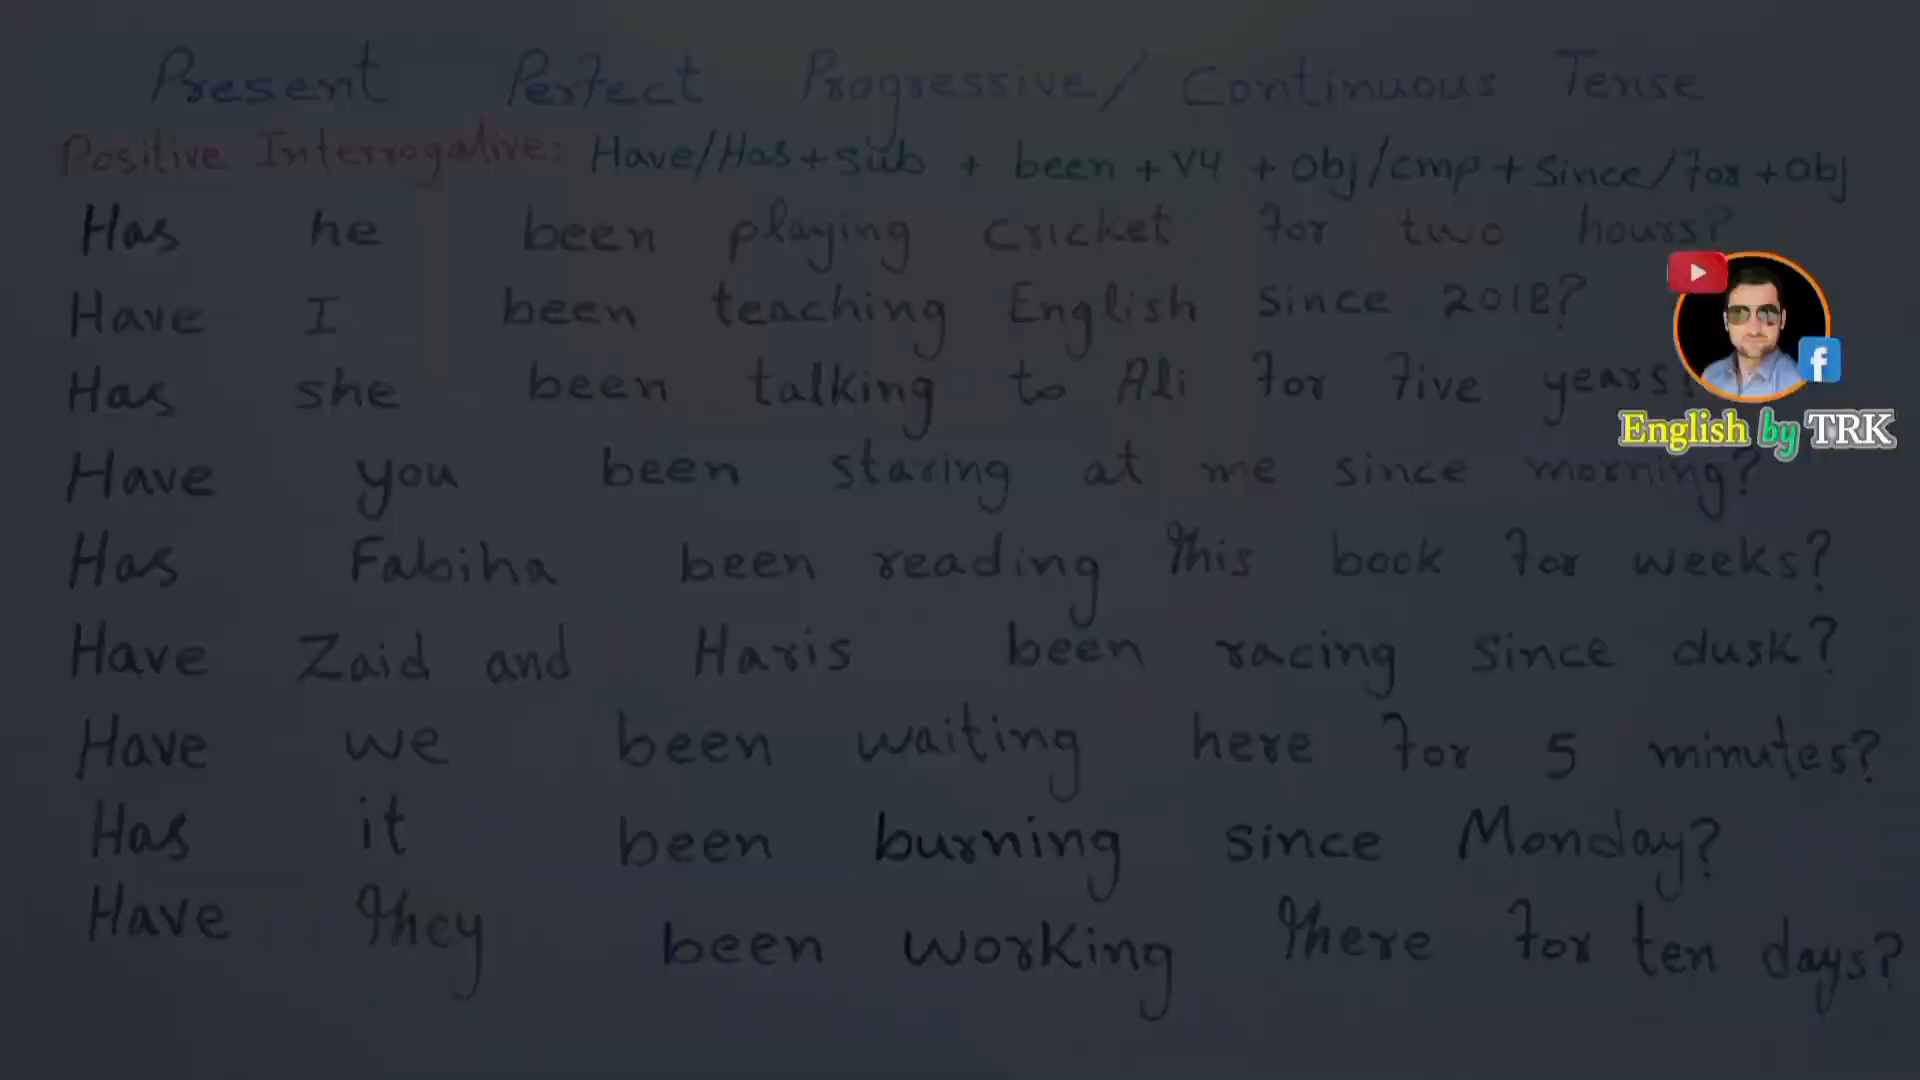 Present Perfect Progressive/Continuous Tense
Positive Interrogative: Have/Has + sub + been + V4 + obj/cmp + since/for + obj
Has he been playing cricket for two hours?
Have I been teaching English since 2018?
Has she been talking to Ali for five years?
Have you been staring at me since morning?
Has Fabiha been reading this book for weeks?
Have Zaid and Haris been racing since dusk?
Have we been waiting here for 5 minutes?
Has it been burning since Monday?
Have they been working there for ten days?
f
English by TRK